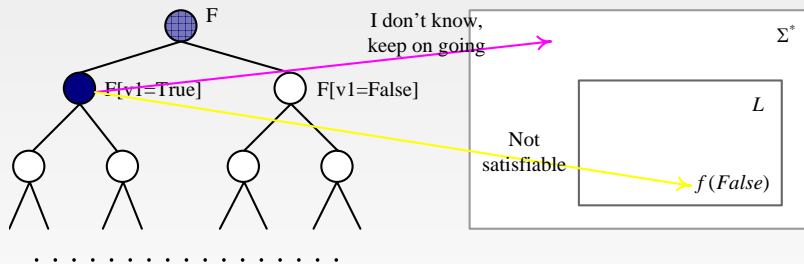 F
I don't know,
keep on going
Σ*
F[v1=True]
F[v1=False]
L
Not
satisfiable
f(False)
. . . . . . . . . . . . . . . . . .